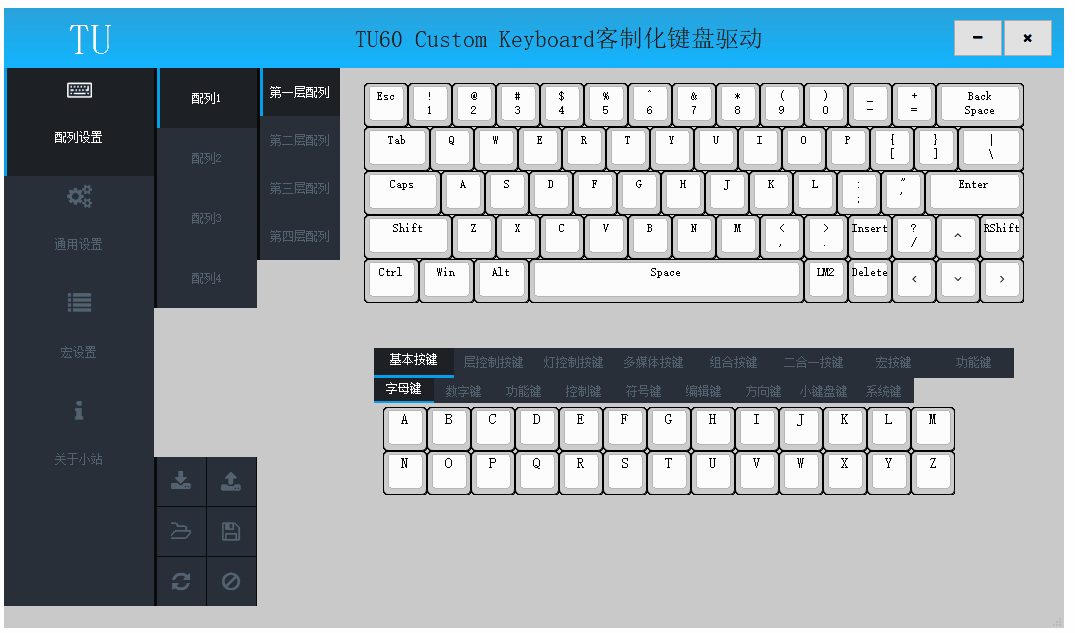 TU
TU60 Custom Keyboard客制化键盘驱动
配列设置
通用设置
宏设置
关于小站
配列1
配列2
配列3
配列4
第一层配列
第二层配列
第三层配列
第四层配列
Esc ! 1 @ 2 # 3 $ 4 % 5 ^ 6 & 7 * 8 ( 9 ) 0 _ - + = Back Space
Tab Q W E R T Y U I O P { [ } ] | \
Caps A S D F G H J K L : ; " ' Enter
Shift Z X C V B N M < , > . Insert ? / ^ RShift
Ctrl Win Alt Space LM2 Delete
基本按键 层控制按键 灯控制按键 多媒体按键 组合按键 二合一按键 宏按键 功能键
字母键 数字键 功能键 控制键 符号键 编辑键 方向键 小键盘键 系统键
A B C D E F G H I J K L M
N O P Q R S T U V W X Y Z